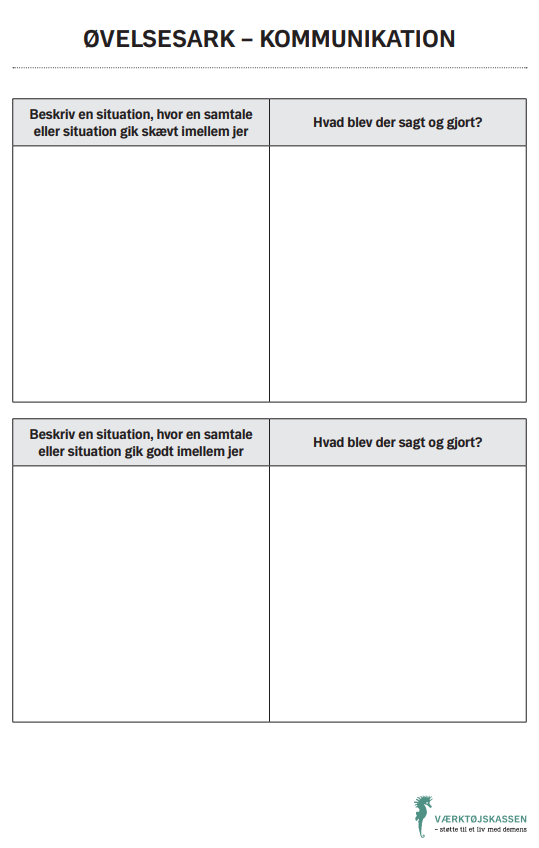 ØVELSESARK – KOMMUNIKATION
Beskriv en situation, hvor en samtale
eller situation gik skævt imellem jer
Hvad blev der sagt og gjort?
Beskriv en situation, hvor en samtale
eller situation gik godt imellem jer
Hvad blev der sagt og gjort?
VÆRKTØJSKASSEN
– støtte til et liv med demens